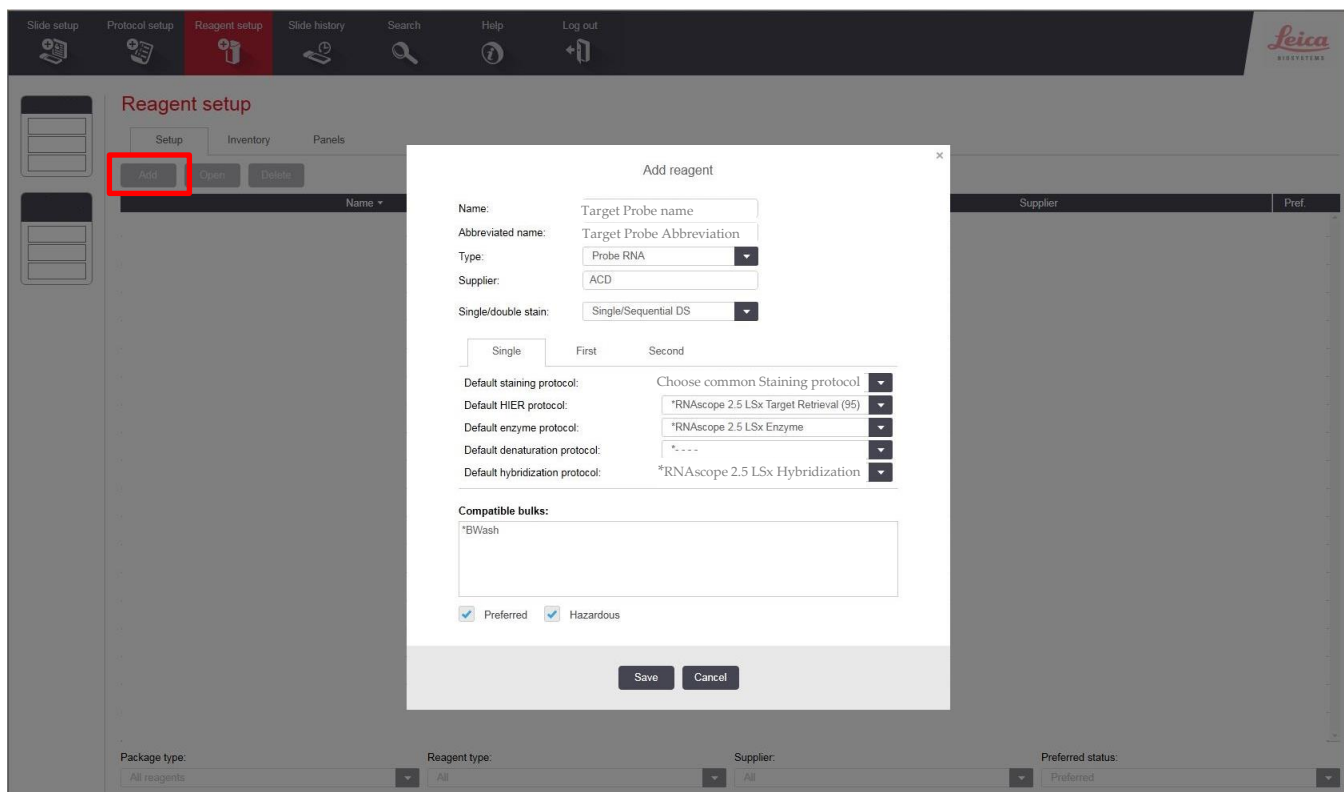 Slide setup Protocol setup Reagent setup Slide history Search Help Log out
Leica
BIOSYSTEMS
Reagent setup
Setup Inventory Panels
Add Open Delete
Name Supplier Pref.
Add reagent
Name: Target Probe name
Abbreviated name: Target Probe Abbreviation
Type: Probe RNA
Supplier: ACD
Single/double stain: Single/Sequential DS
Single First Second
Default staining protocol: Choose common Staining protocol
Default HIER protocol: *RNAscope 2.5 LSx Target Retrieval (95)
Default enzyme protocol: *RNAscope 2.5 LSx Enzyme
Default denaturation protocol: *- - - -
Default hybridization protocol: *RNAscope 2.5 LSx Hybridization
Compatible bulks:
*BWash
Preferred Hazardous
Save Cancel
Package type: Reagent type: Supplier: Preferred status:
All reagents All All Preferred